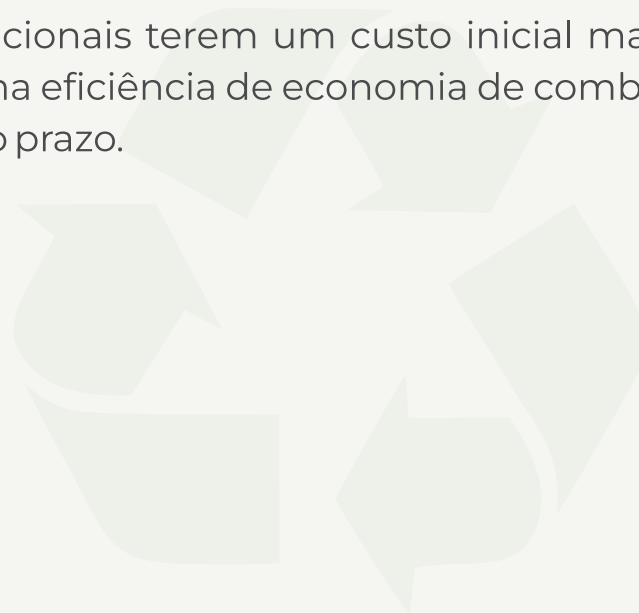 cionais terem um custo inicial ma
na eficiência de economia de comb
o prazo.